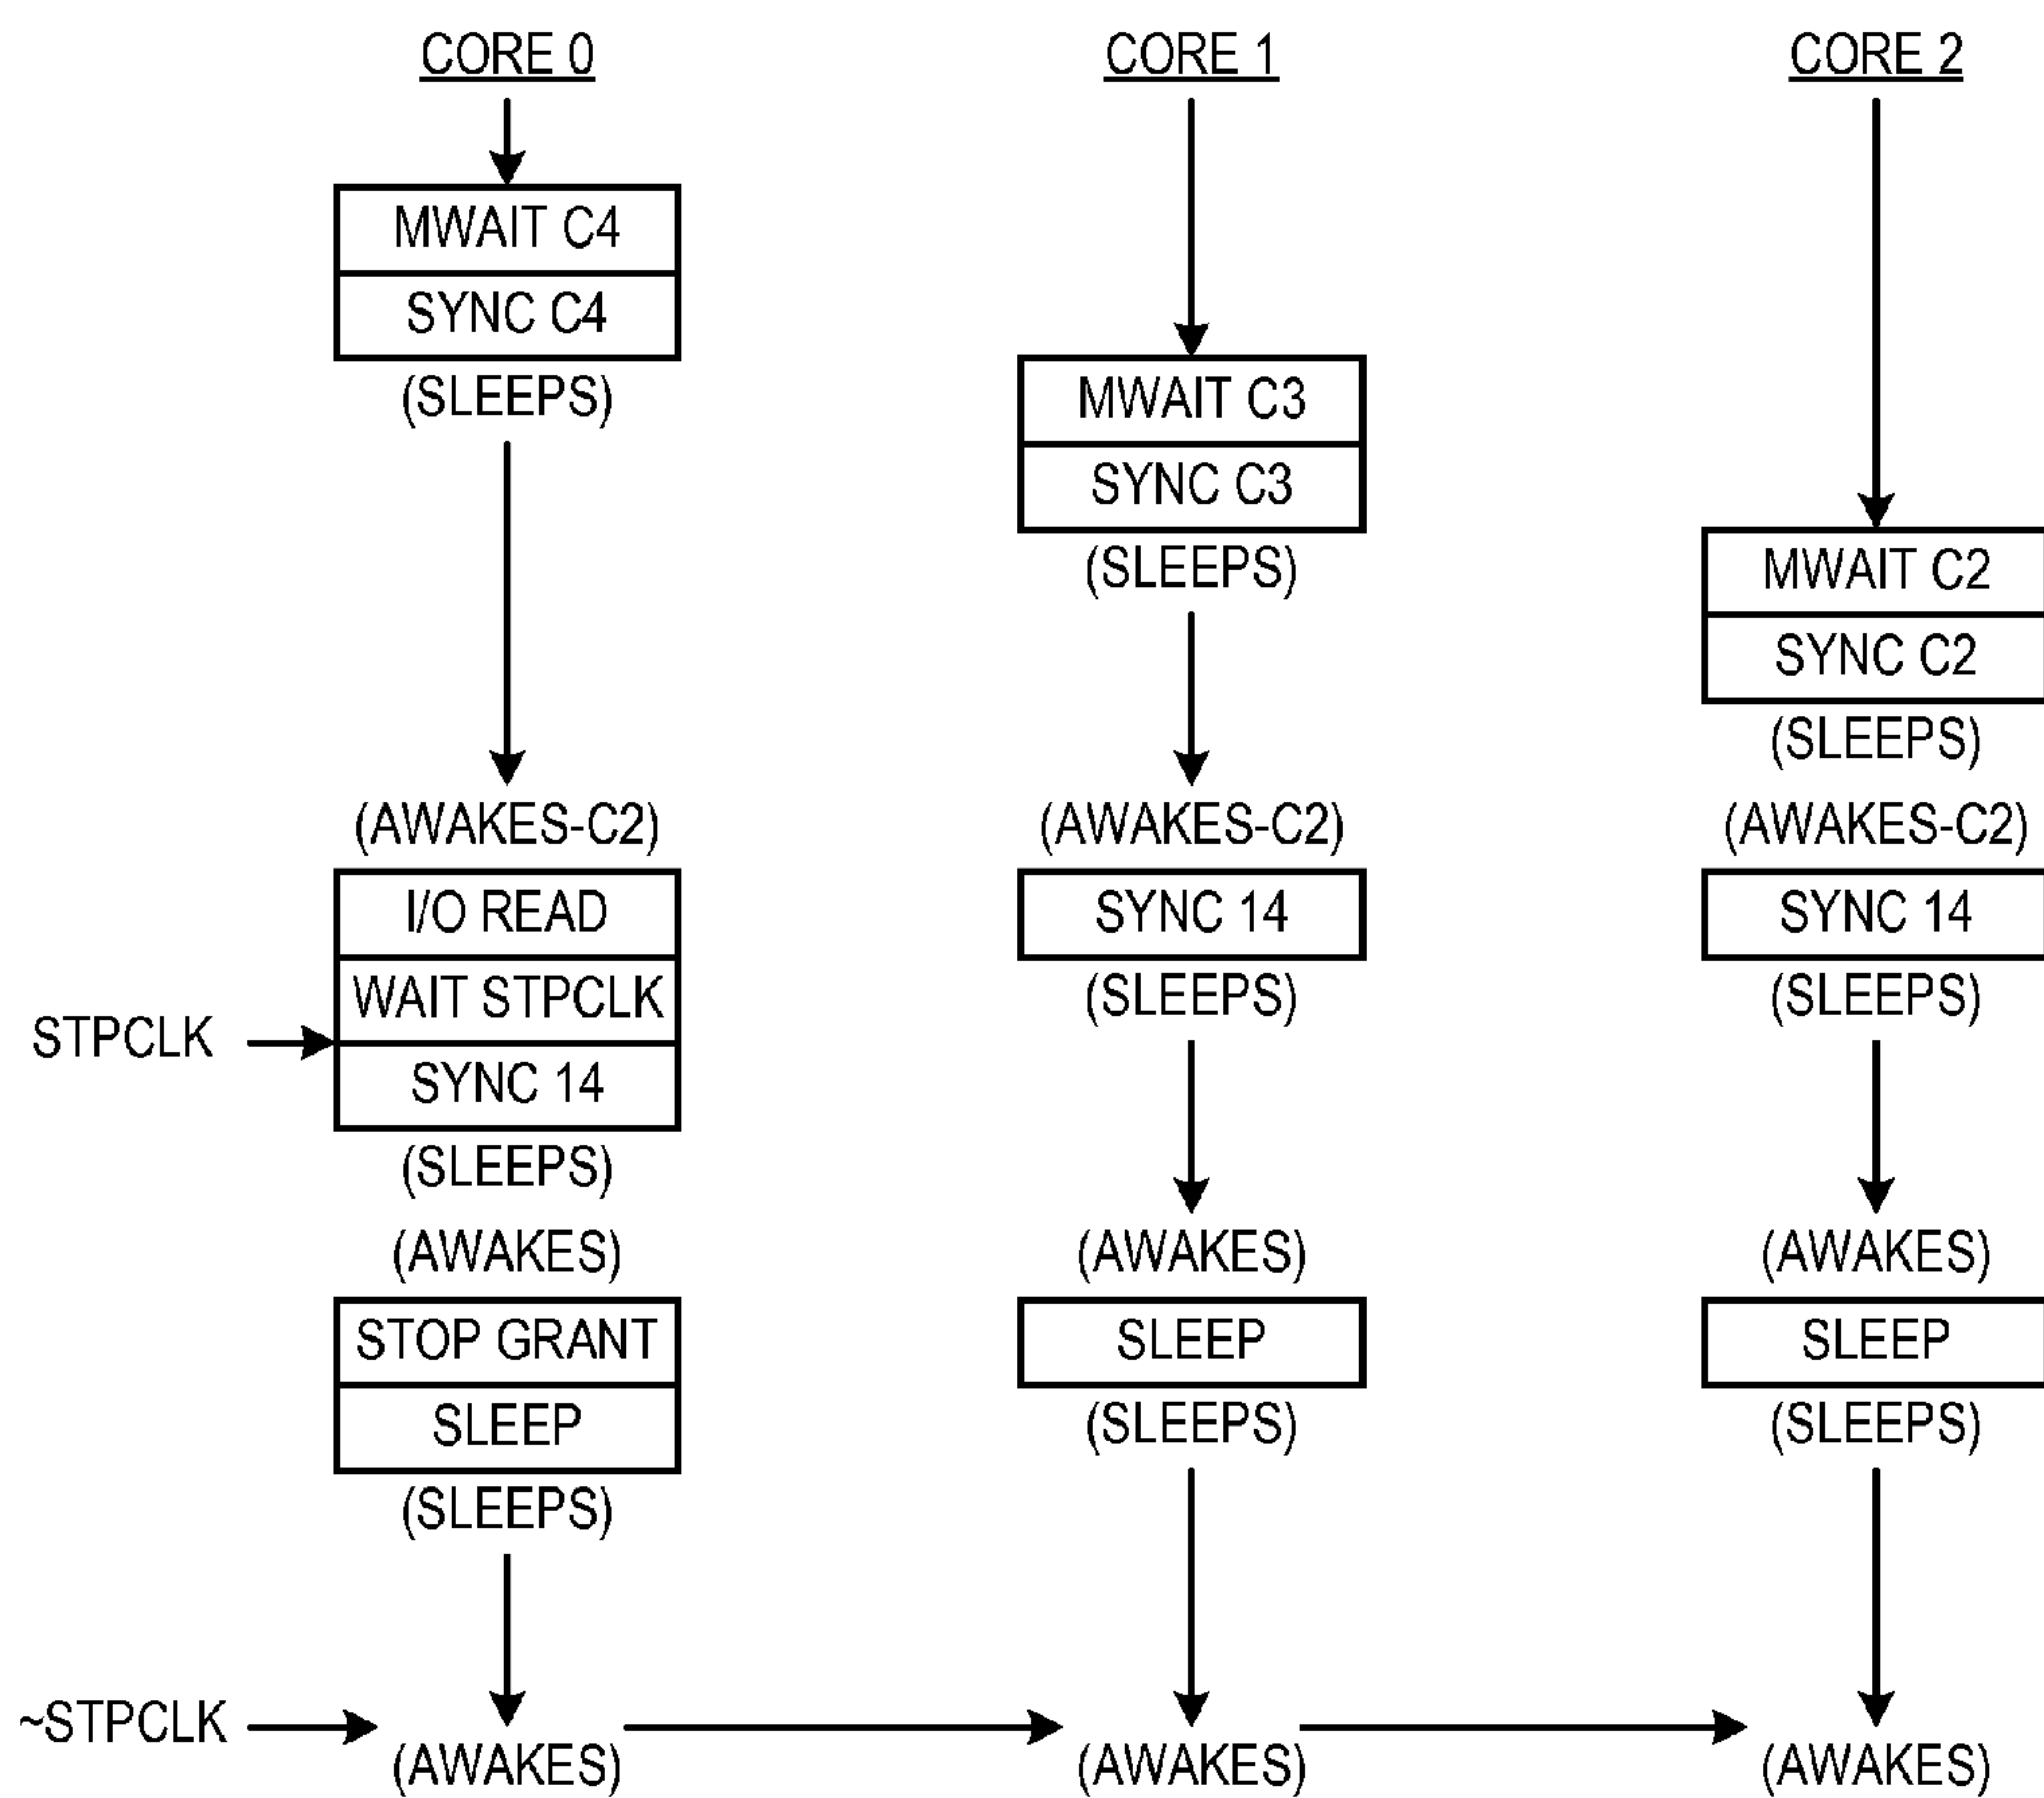 CORE 0
CORE 1
CORE 2
MWAIT C4
SYNC C4
(SLEEPS)
MWAIT C3
SYNC C3
(SLEEPS)
MWAIT C2
SYNC C2
(SLEEPS)
(AWAKES-C2)
(AWAKES-C2)
(AWAKES-C2)
I/O READ
SYNC 14
SYNC 14
WAIT STPCLK
(SLEEPS)
(SLEEPS)
STPCLK
SYNC 14
(SLEEPS)
(AWAKES)
(AWAKES)
(AWAKES)
STOP GRANT
SLEEP
SLEEP
SLEEP
(SLEEPS)
(SLEEPS)
(SLEEPS)
~STPCLK
(AWAKES)
(AWAKES)
(AWAKES)